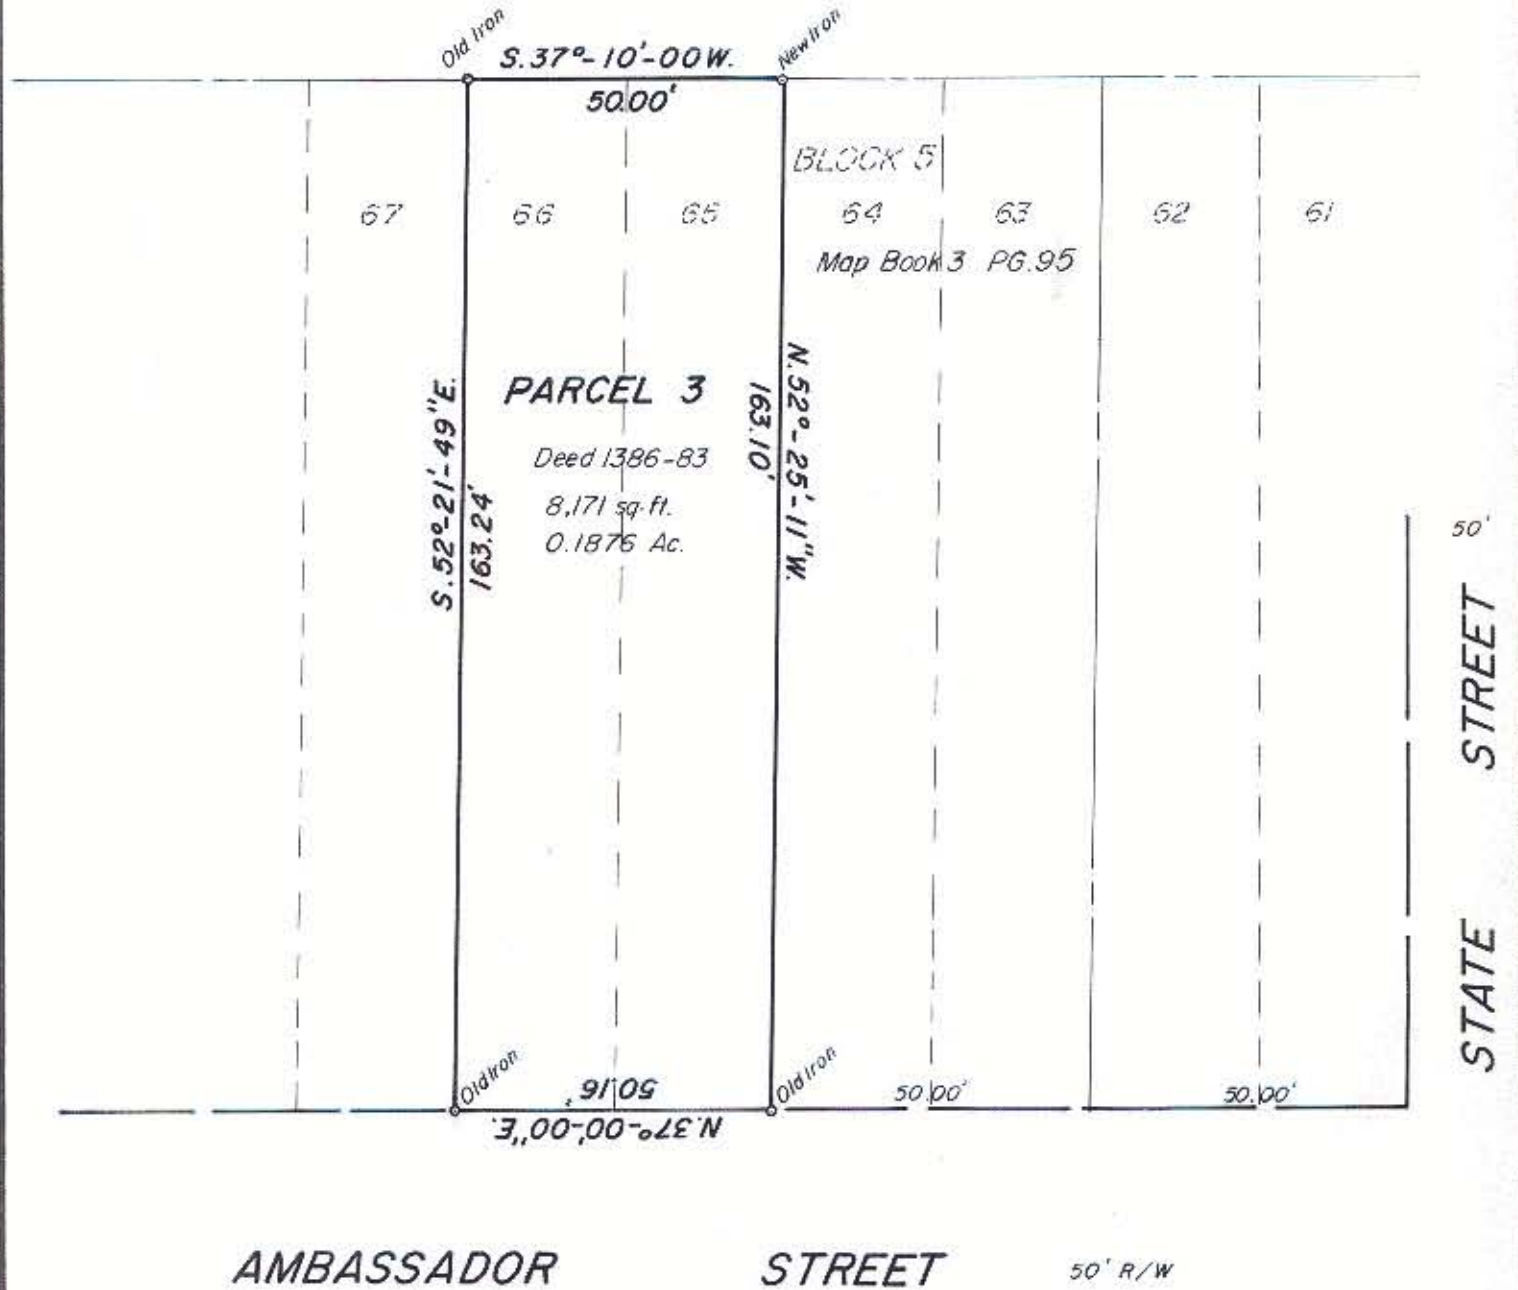 Old Iron
S.37°-10'-00W.
New Iron
50.00'
BLOCK 5
67 66 65 64 63 62 61
Map Book 3 PG.95
PARCEL 3
Deed 1386-83
8,171 sq.ft.
0.1876 Ac.
S.52°-21'-49"E.
163.24'
N.52°-25'-11"W.
163.10'
50'
STATE STREET
Old Iron
50.16'
N.37°-00'-00"E.
Old Iron
50.00'
50.00'
AMBASSADOR STREET 50' R/W